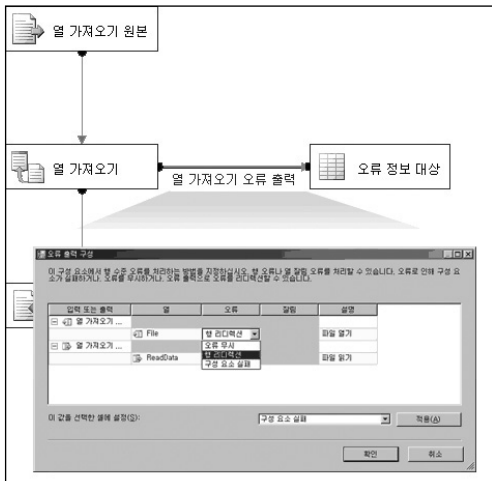 열 가져오기 원본
열 가져오기
열 가져오기 오류 출력
오류 정보 대상
오류 출력 구성
이 구성 요소에서 행 수준 오류를 처리하는 방법을 지정하십시오. 행 오류나 열 잘림 오류를 처리할 수 있습니다. 오류로 인해 구성 요
소가 실패하거나, 오류를 무시하거나, 오류 출력으로 오류를 리디렉션할 수 있습니다.
입력 또는 출력 열 오류 잘림 설명
열 가져오기 ...
File 행 리디렉션 파일 열기
오류 무시
열 가져오기 ... 행 리디렉션
구성 요소 실패
ReadData 파일 읽기
이 값을 선택한 셀에 설정(S): 구성 요소 실패 적용(A)
확인 취소